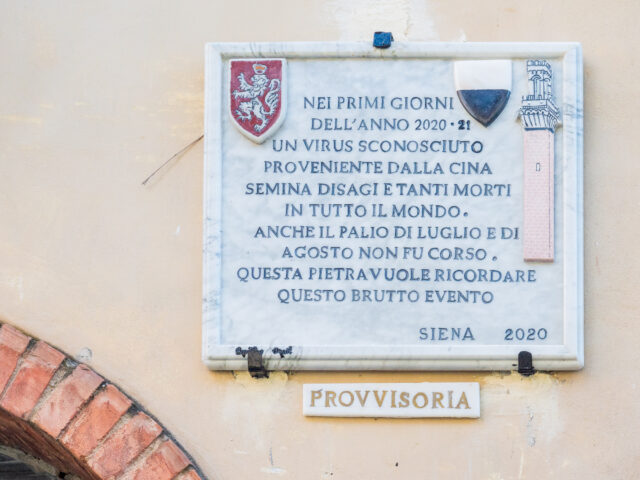 NEI PRIMI GIORNI
DELL'ANNO 2020 · 21
UN VIRUS SCONOSCIUTO
PROVENIENTE DALLA CINA
SEMINA DISAGI E TANTI MORTI
IN TUTTO IL MONDO.
ANCHE IL PALIO DI LUGLIO E DI
AGOSTO NON FU CORSO.
QUESTA PIETRA VUOLE RICORDARE
QUESTO BRUTTO EVENTO
SIENA 2020
PROVVISORIA